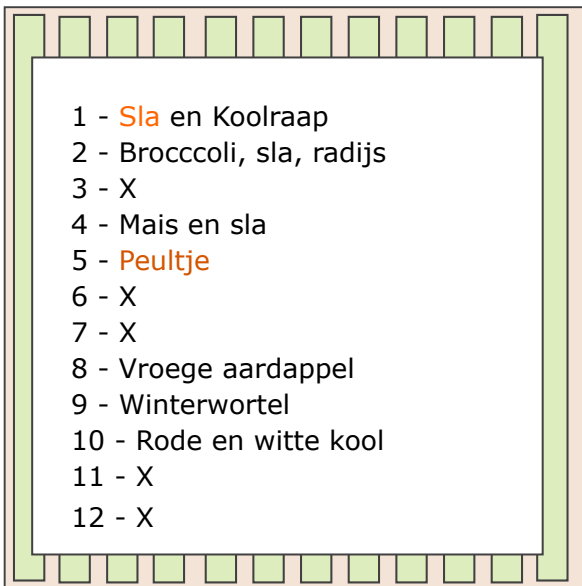 1 - Sla en Koolraap
2 - Brocccoli, sla, radijs
3 - X
4 - Mais en sla
5 - Peultje
6 - X
7 - X
8 - Vroege aardappel
9 - Winterwortel
10 - Rode en witte kool
11 - X
12 - X